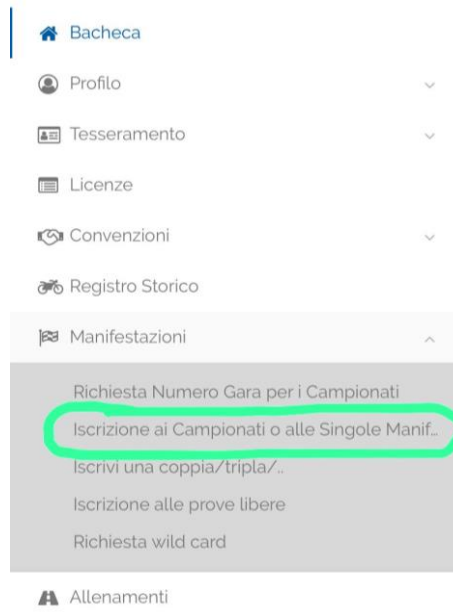 Bacheca
Profilo
Tesseramento
Licenze
Convenzioni
Registro Storico
Manifestazioni
Richiesta Numero Gara per i Campionati
Iscrizione ai Campionati o alle Singole Manif...
Iscrivi una coppia/tripla/..
Iscrizione alle prove libere
Richiesta wild card
Allenamenti